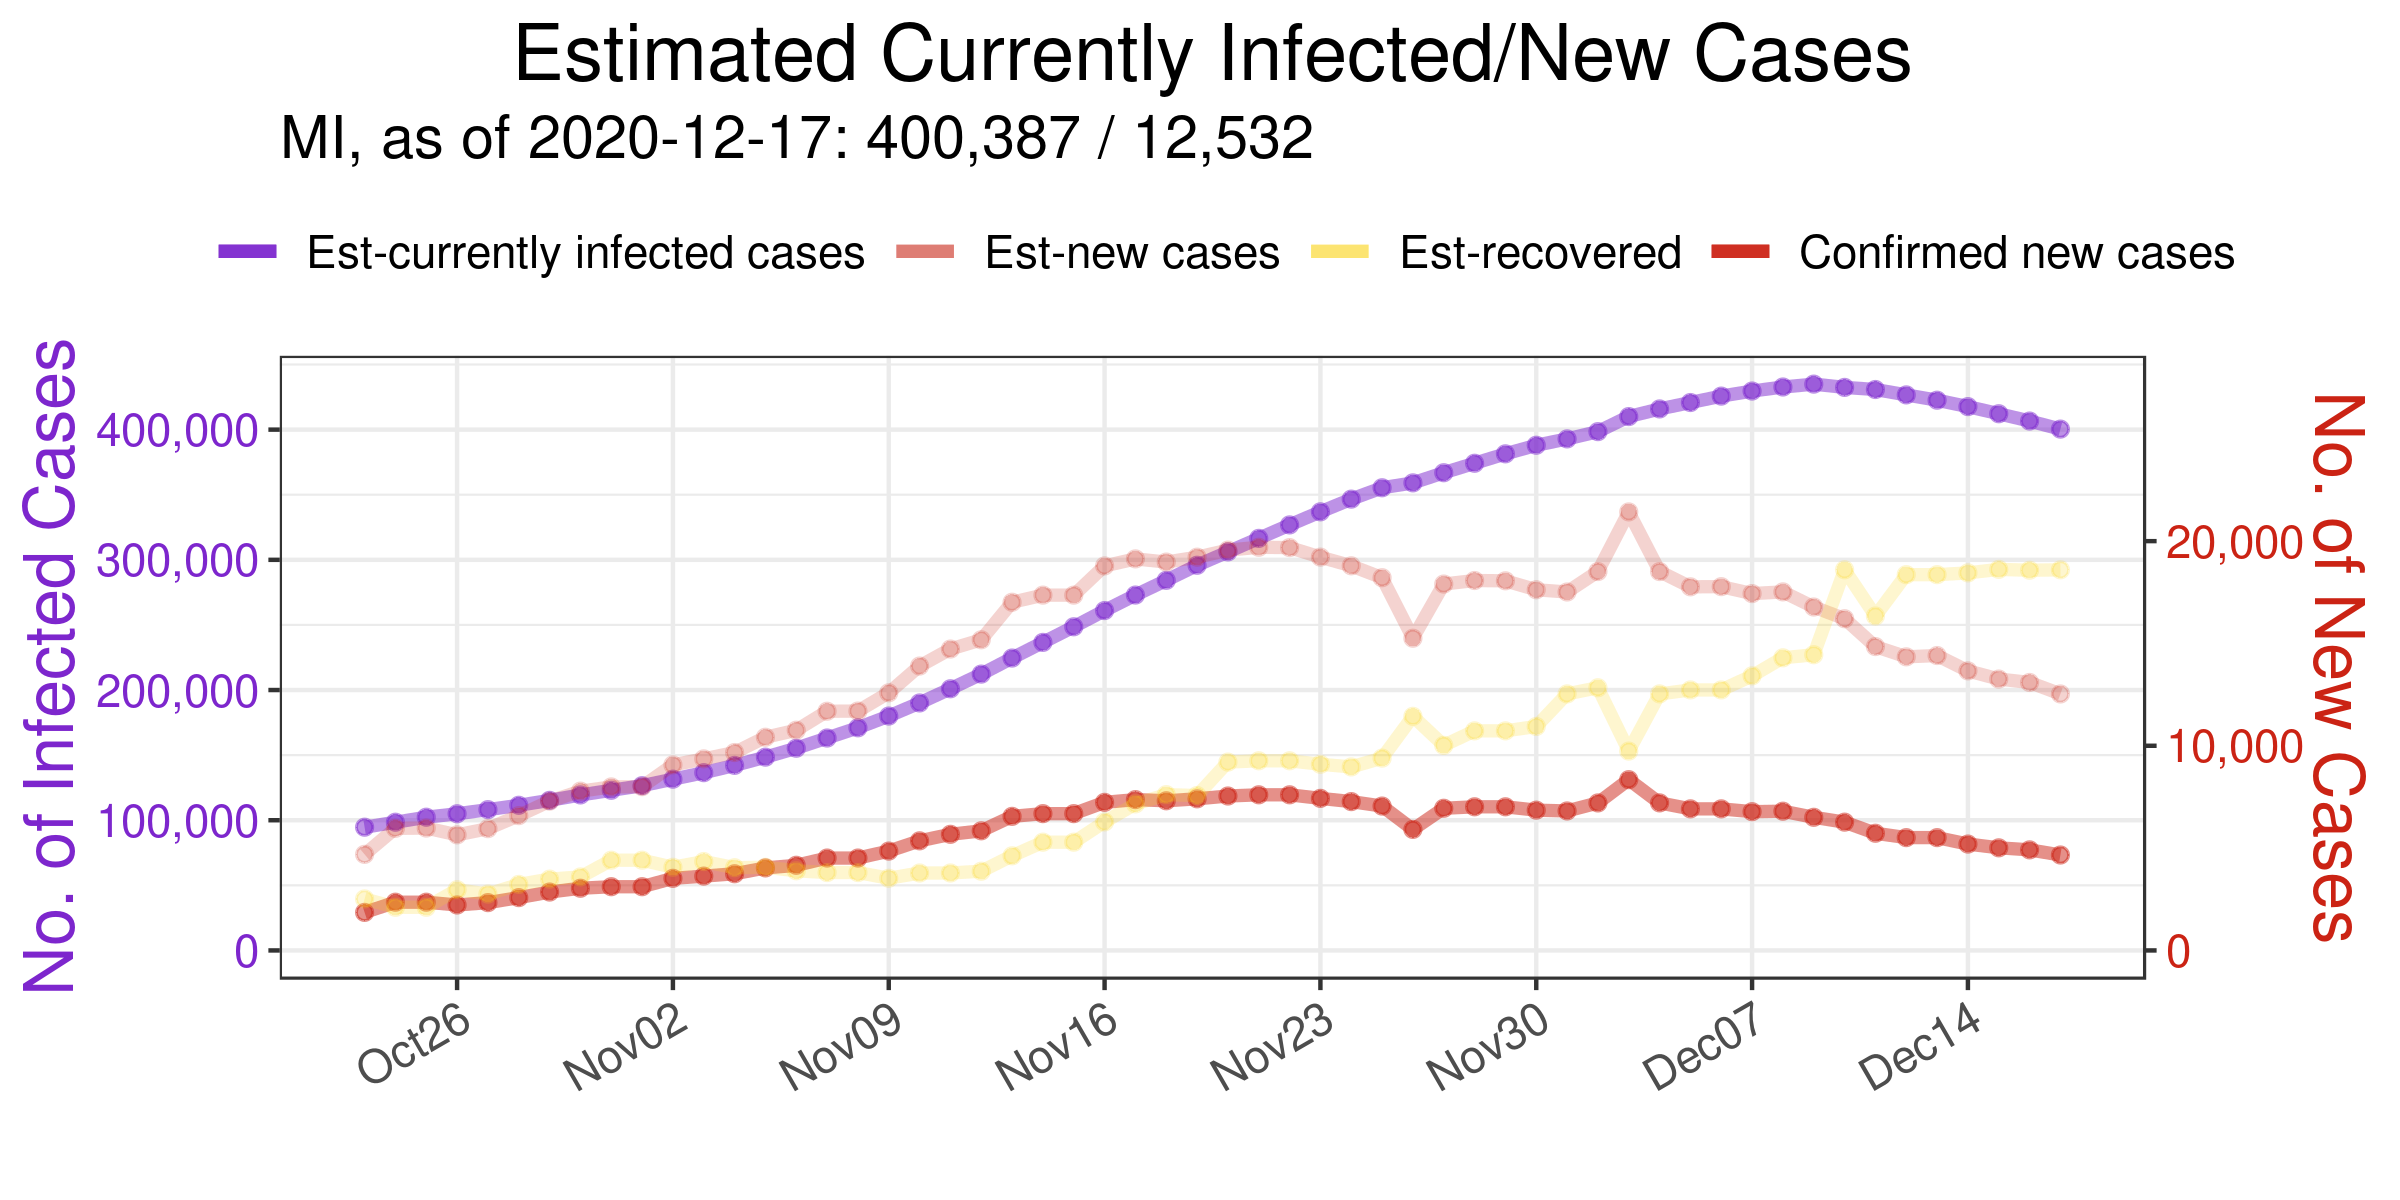 Estimated Currently Infected/New Cases
MI, as of 2020-12-17: 400,387 / 12,532
Est-currently infected cases Est-new cases Est-recovered Confirmed new cases
No. of Infected Cases
400,000
300,000
200,000
100,000
0
20,000
10,000
0
No. of New Cases
Oct26 Nov02 Nov09 Nov16 Nov23 Nov30 Dec07 Dec14